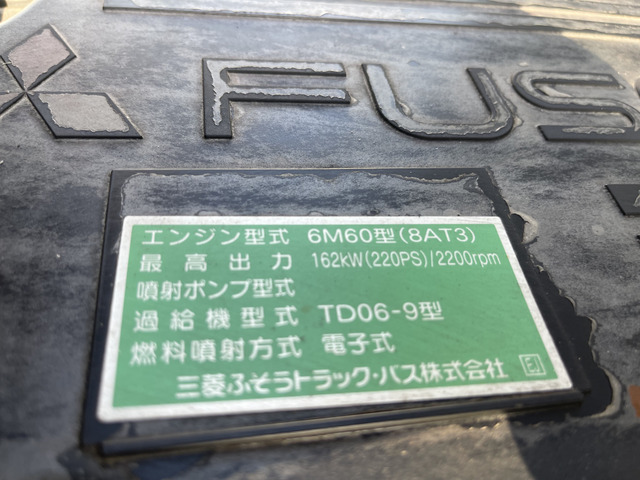 FUS
エンジン型式 6M60型(8AT3)
最高出力 162kW(220PS)/2200rpm
噴射ポンプ型式
過給機型式 TD06-9型
燃料噴射方式 電子式
三菱ふそうトラック・バス株式会社 EJ